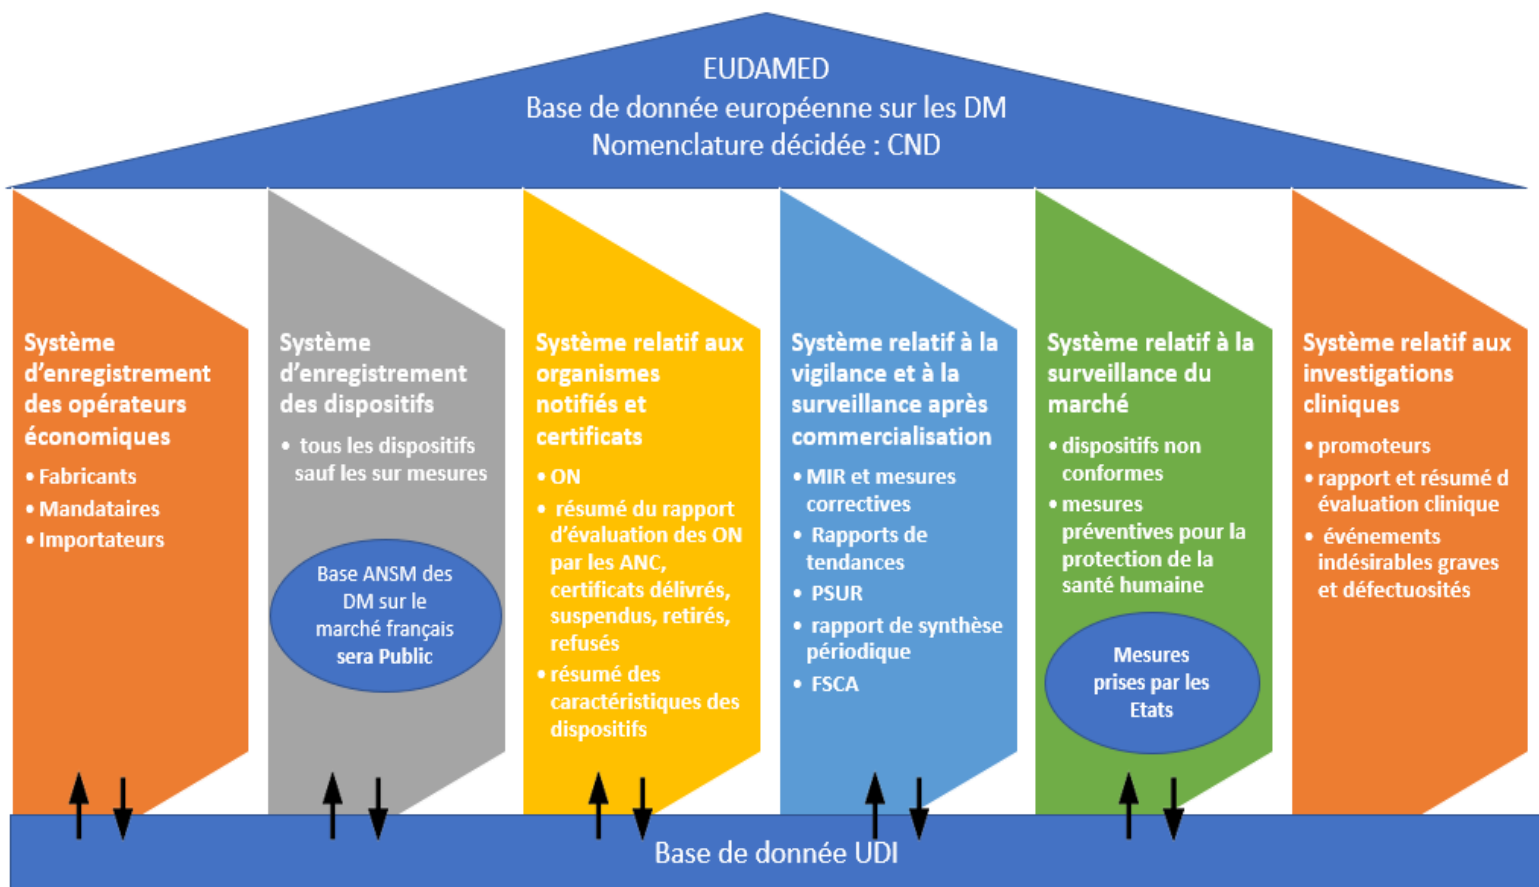 EUDAMED
Base de donnée européenne sur les DM
Nomenclature décidée : CND
Système
d'enregistrement
des opérateurs
économiques
• Fabricants
• Mandataires
• Importateurs
Système
d'enregistrement
des dispositifs
• tous les dispositifs
sauf les sur mesures
Base ANSM des
DM sur le
marché français
sera Public
Système relatif aux
organismes
notifiés et
certificats
• ON
• résumé du rapport
d'évaluation des ON
par les ANC,
certificats délivrés,
suspendus, retirés,
refusés
• résumé des
caractéristiques des
dispositifs
Système relatif à la
vigilance et à la
surveillance après
commercialisation
• MIR et mesures
correctives
• Rapports de
tendances
• PSUR
• rapport de synthèse
périodique
• FSCA
Système relatif à la
surveillance du
marché
• dispositifs non
conformes
• mesures
préventives pour la
protection de la
santé humaine
Mesures
prises par les
Etats
Système relatif aux
investigations
cliniques
• promoteurs
• rapport et résumé d
évaluation clinique
• événements
indésirables graves
et défectuosités
Base de donnée UDI